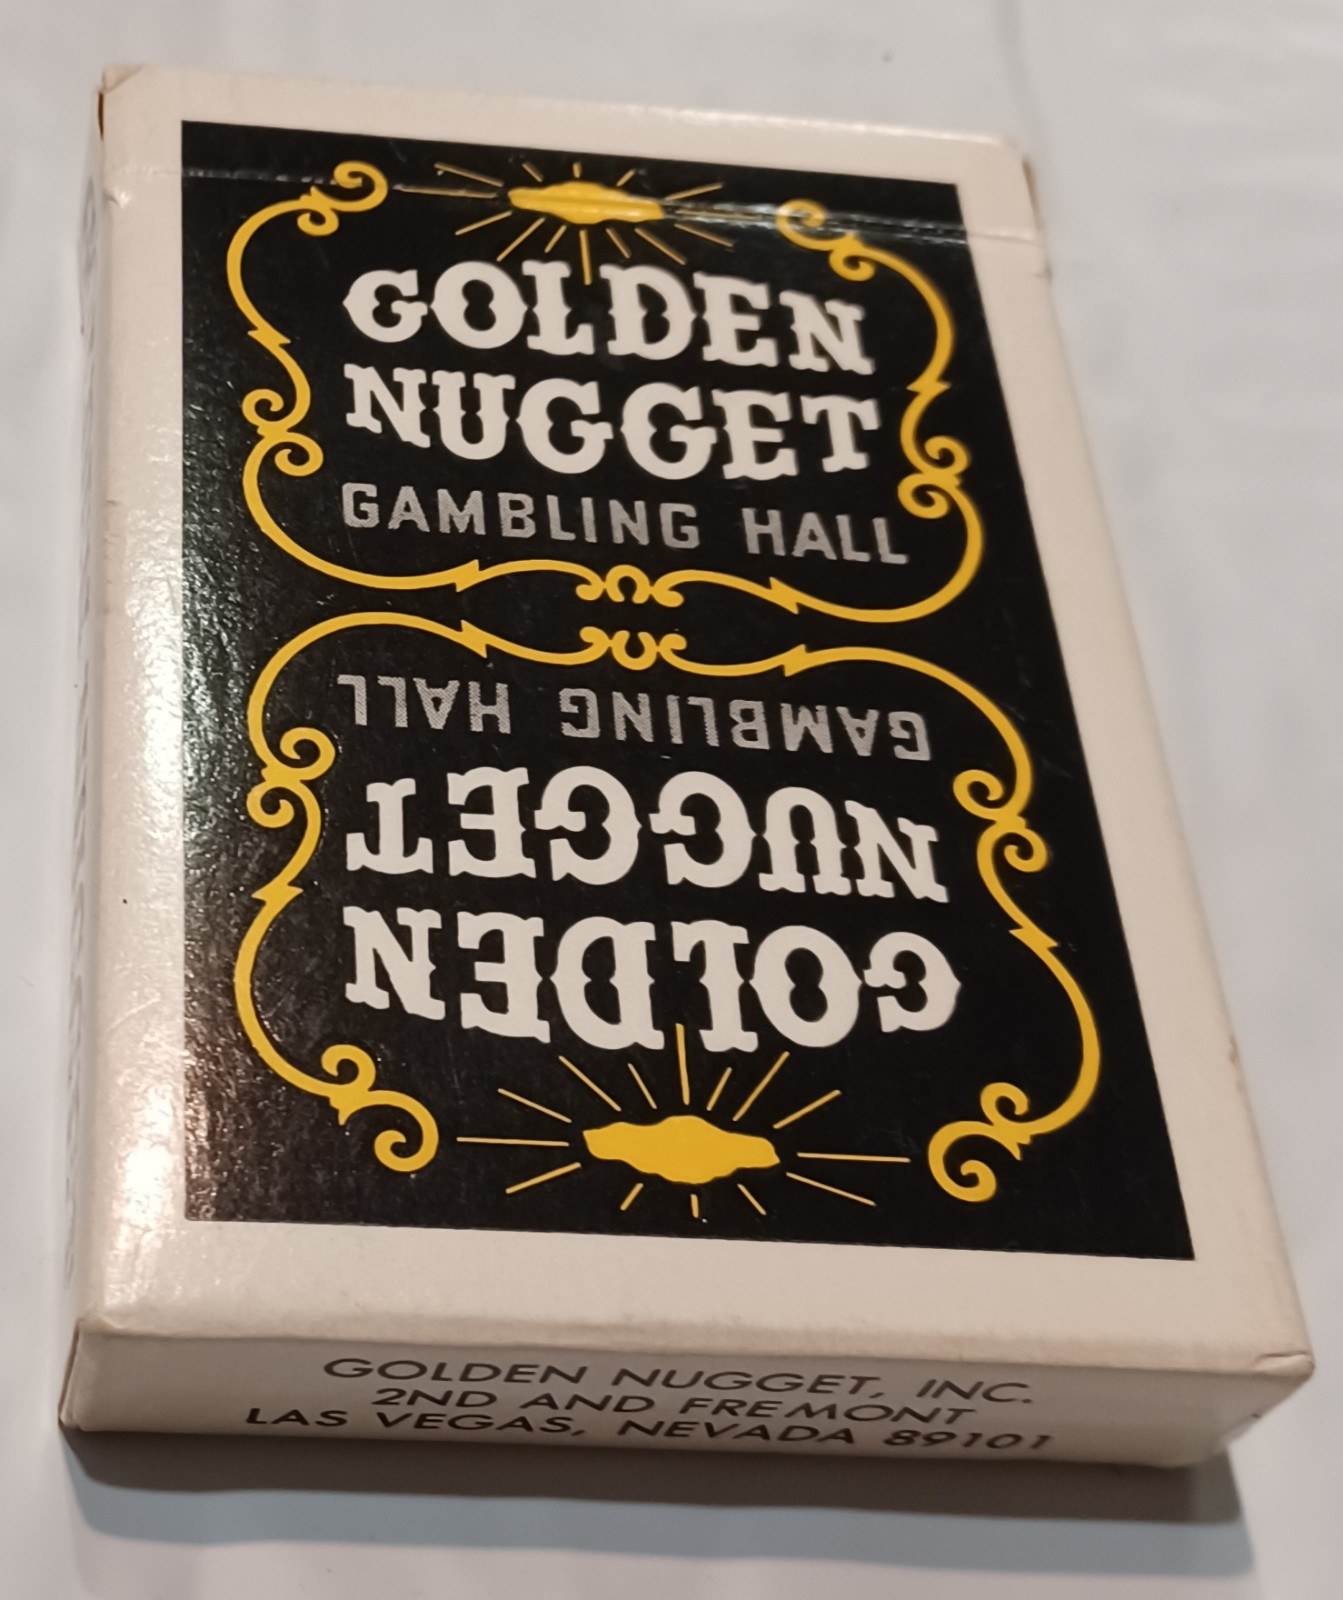 GOLDEN
NUGGET
GAMBLING HALL
GAMBLING HALL
NUGGET
GOLDEN
GOLDEN NUGGET, INC.
2ND AND FREMONT
LAS VEGAS, NEVADA 89101